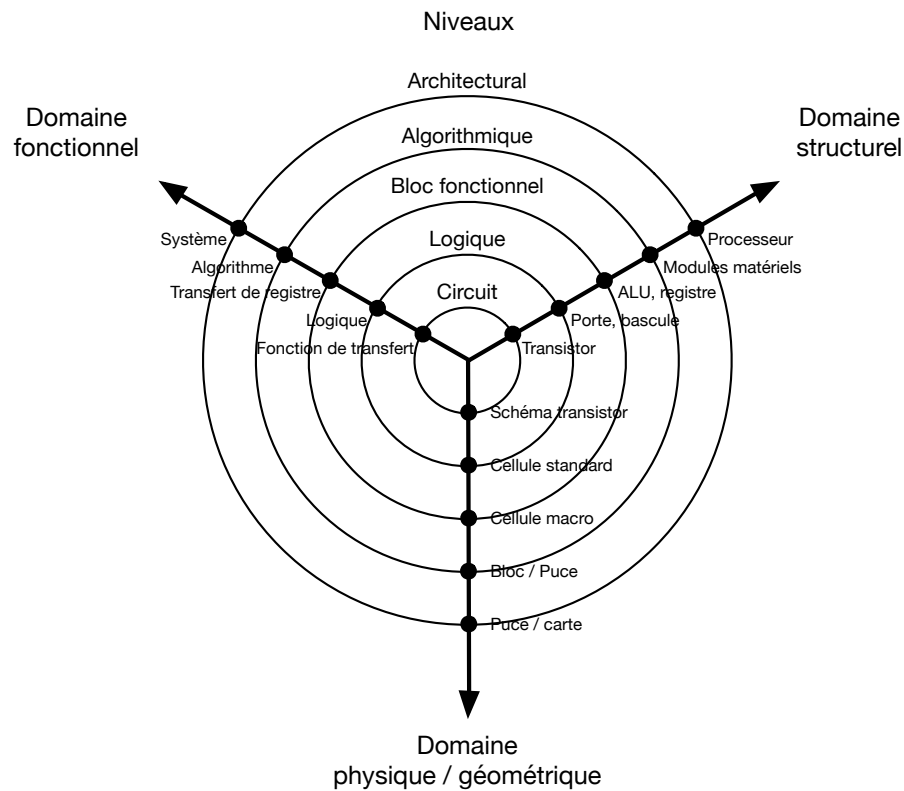 Niveaux
Architectural
Domaine
fonctionnel
Domaine
structurel
Algorithmique
Bloc fonctionnel
Logique
Circuit
Système
Algorithme
Transfert de registre
Logique
Fonction de transfert
Processeur
Modules matériels
ALU, registre
Porte, bascule
Transistor
Schéma transistor
Cellule standard
Cellule macro
Bloc / Puce
Puce / carte
Domaine
physique / géométrique